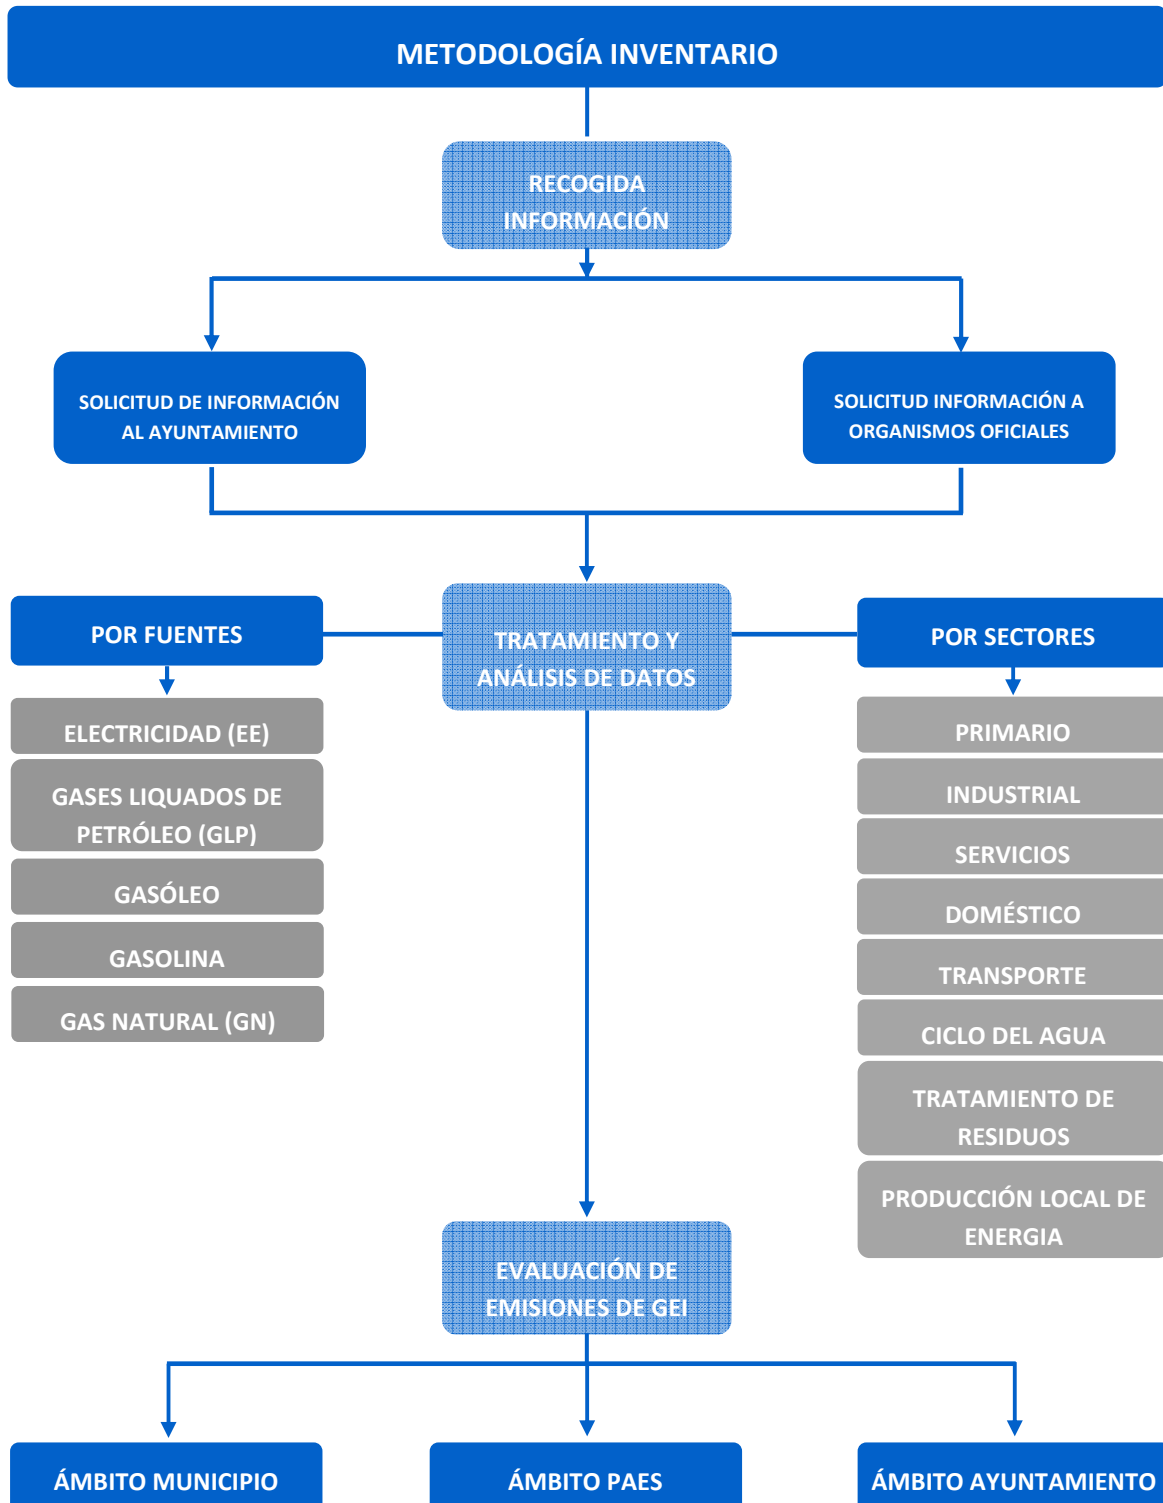 METODOLOGÍA INVENTARIO
RECOGIDA
INFORMACIÓN
SOLICITUD DE INFORMACIÓN
AL AYUNTAMIENTO
SOLICITUD INFORMACIÓN A
ORGANISMOS OFICIALES
TRATAMIENTO Y
ANÁLISIS DE DATOS
POR FUENTES
ELECTRICIDAD (EE)
GASES LIQUADOS DE
PETRÓLEO (GLP)
GASÓLEO
GASOLINA
GAS NATURAL (GN)
POR SECTORES
PRIMARIO
INDUSTRIAL
SERVICIOS
DOMÉSTICO
TRANSPORTE
CICLO DEL AGUA
TRATAMIENTO DE
RESIDUOS
PRODUCCIÓN LOCAL DE
ENERGIA
EVALUACIÓN DE
EMISIONES DE GEI
ÁMBITO MUNICIPIO
ÁMBITO PAES
ÁMBITO AYUNTAMIENTO